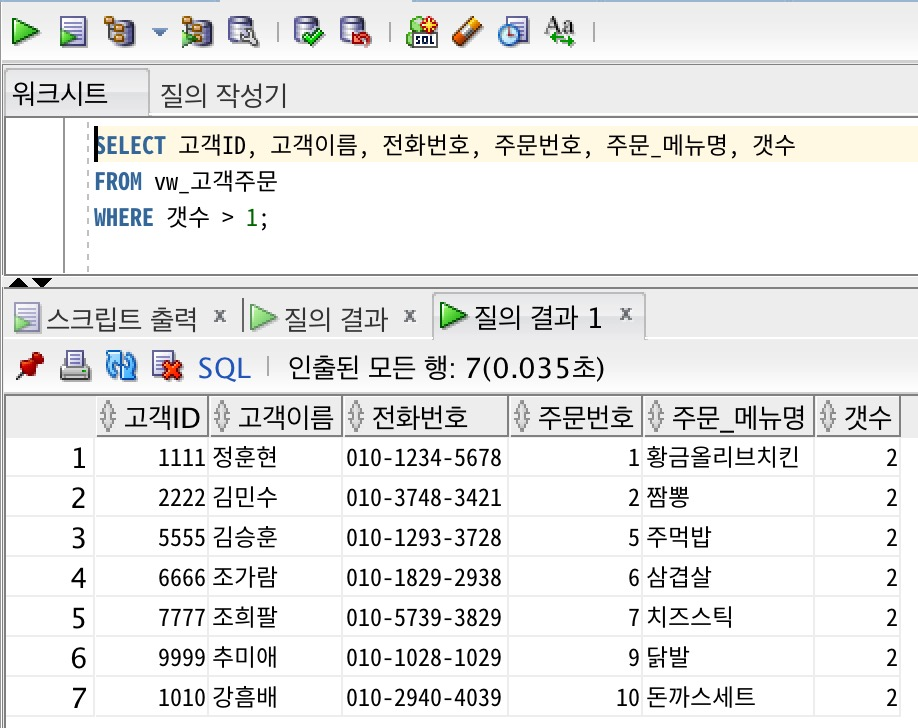 SQL
Aa
워크시트 질의 작성기
SELECT 고객ID, 고객이름, 전화번호, 주문번호, 주문_메뉴명, 갯수
FROM vw_고객주문
WHERE 갯수 > 1;
스크립트 출력 x 질의 결과 x 질의 결과 1 x
SQL 인출된 모든 행: 7(0.035초)
고객ID 고객이름 전화번호 주문번호 주문_메뉴명 갯수
1 1111 정훈현 010-1234-5678 1 황금올리브치킨 2
2 2222 김민수 010-3748-3421 2 짬뽕 2
3 5555 김승훈 010-1293-3728 5 주먹밥 2
4 6666 조가람 010-1829-2938 6 삼겹살 2
5 7777 조희팔 010-5739-3829 7 치즈스틱 2
6 9999 추미애 010-1028-1029 9 닭발 2
7 1010 강흠배 010-2940-4039 10 돈까스세트 2